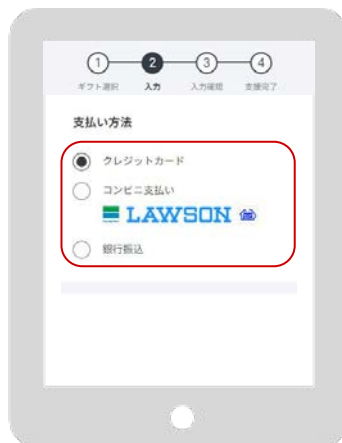 1 2 3 4
ギフト選択 入力 入力確認 支援完了
支払い方法
クレジットカード
コンビニ支払い
LAWSON
銀行振込